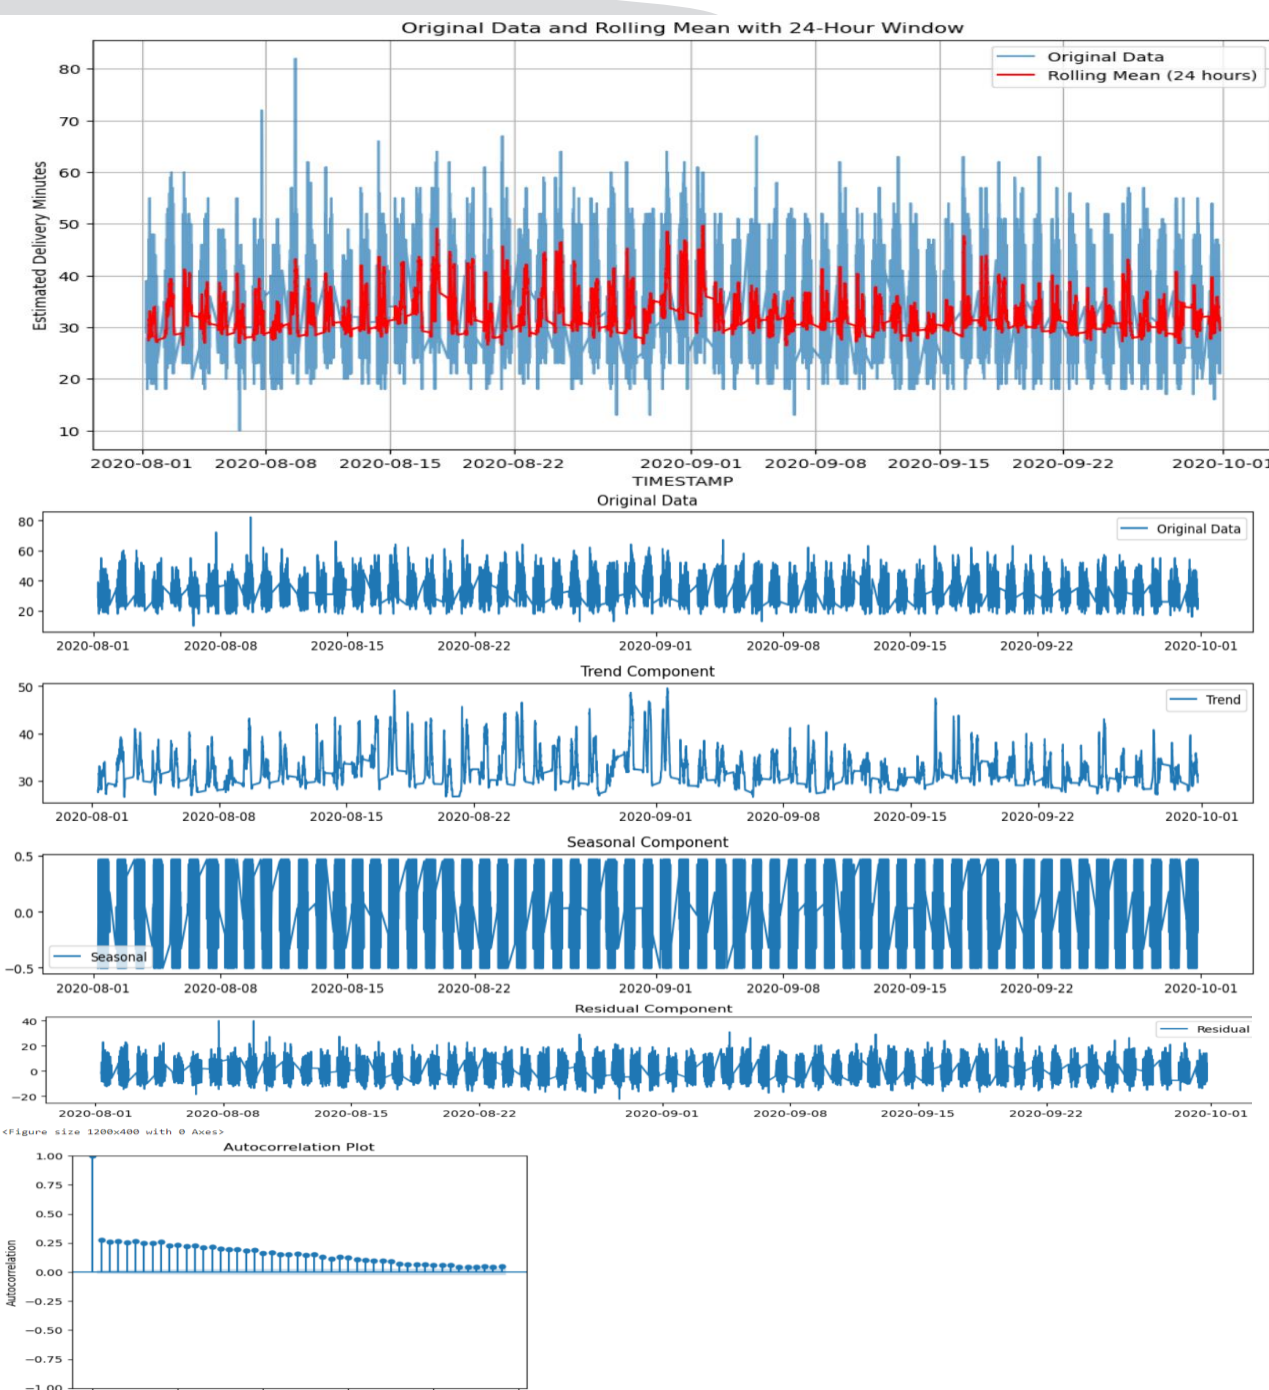 Original Data and Rolling Mean with 24-Hour Window
Original Data
Rolling Mean (24 hours)
Estimated Delivery Minutes
80
70
60
50
40
30
20
10
2020-08-01 2020-08-08 2020-08-15 2020-08-22 2020-09-01 2020-09-08 2020-09-15 2020-09-22 2020-10-01
TIMESTAMP
Original Data
Original Data
80
60
40
20
2020-08-01 2020-08-08 2020-08-15 2020-08-22 2020-09-01 2020-09-08 2020-09-15 2020-09-22 2020-10-01
Trend Component
Trend
50
40
30
2020-08-01 2020-08-08 2020-08-15 2020-08-22 2020-09-01 2020-09-08 2020-09-15 2020-09-22 2020-10-01
Seasonal Component
0.5
0.0
−0.5
Seasonal
2020-08-01 2020-08-08 2020-08-15 2020-08-22 2020-09-01 2020-09-08 2020-09-15 2020-09-22 2020-10-01
Residual Component
Residual
40
20
0
−20
2020-08-01 2020-08-08 2020-08-15 2020-08-22 2020-09-01 2020-09-08 2020-09-15 2020-09-22 2020-10-01
<Figure size 1200x400 with 0 Axes>
Autocorrelation Plot
Autocorrelation
1.00
0.75
0.50
0.25
0.00
−0.25
−0.50
−0.75
−1.00